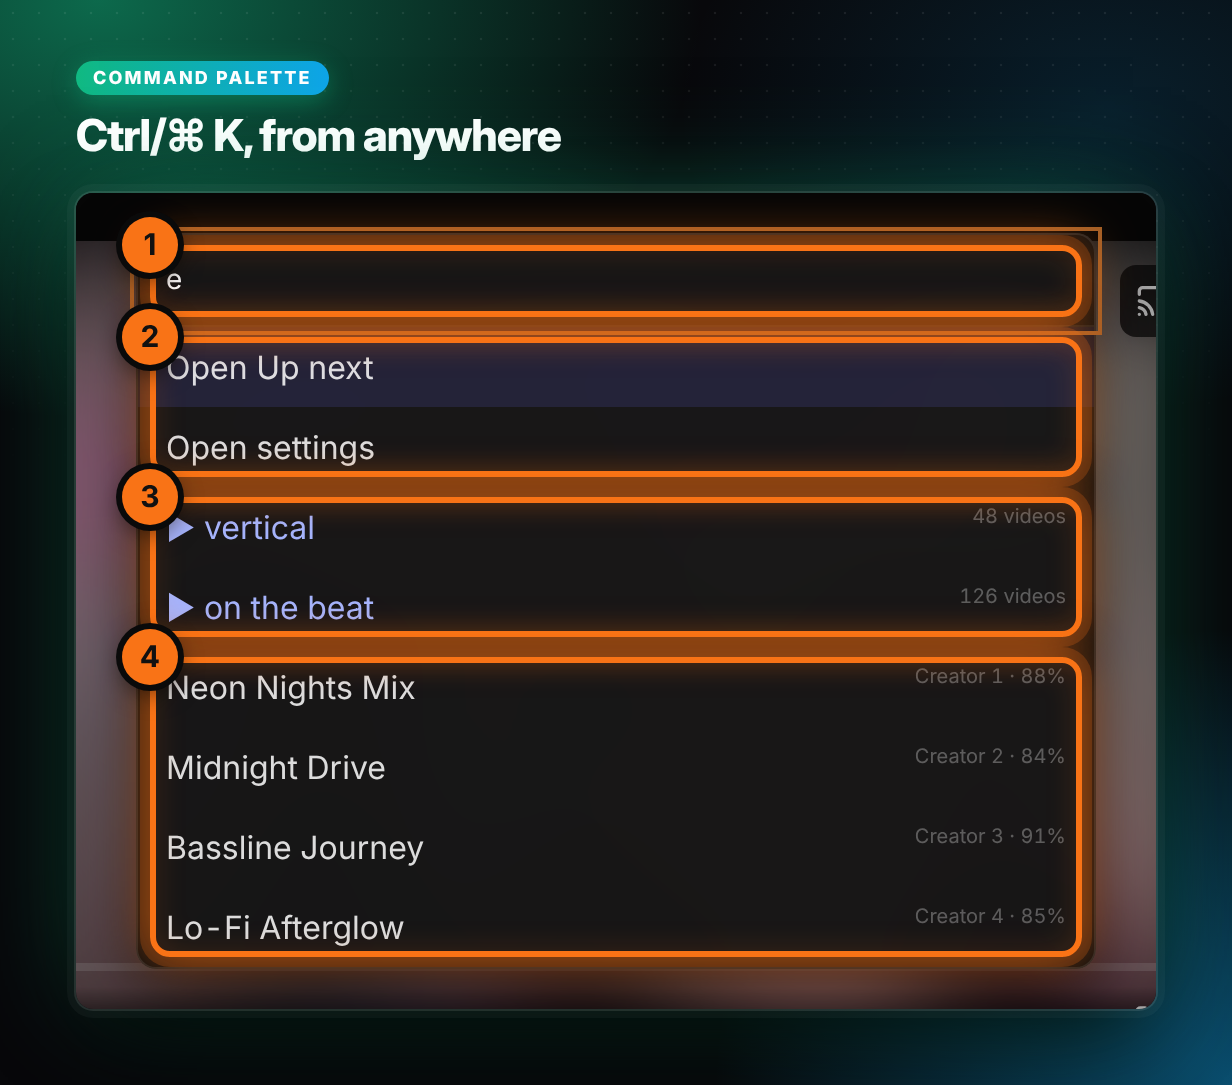 COMMAND PALETTE
Ctrl/⌘ K, from anywhere
1
e
2
Open Up next
Open settings
3
▶ vertical 48 videos
▶ on the beat 126 videos
4
Neon Nights Mix Creator 1 · 88%
Midnight Drive Creator 2 · 84%
Bassline Journey Creator 3 · 91%
Lo-Fi Afterglow Creator 4 · 85%